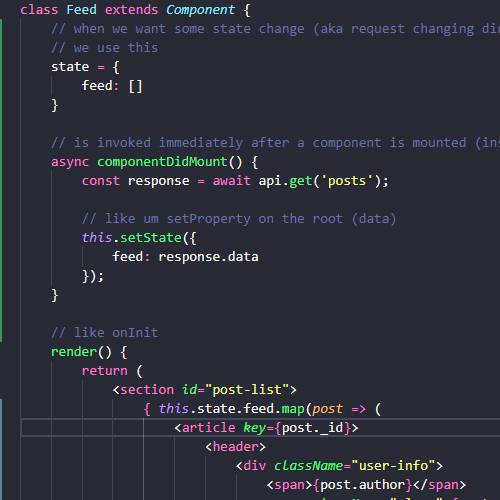 class Feed extends Component {
// when we want some state change (aka request changing
// we use this
state = {
feed: []
}
// is invoked immediately after a component is mounted
async componentDidMount() {
const response = await api.get('posts');
// like um setProperty on the root (data)
this.setState({
feed: response.data
});
}
// like onInit
render() {
return (
<section id="post-list">
{ this.state.feed.map(post => (
<article key={post._id}>
<header>
<div className="user-info">
<span>{post.author}</span>